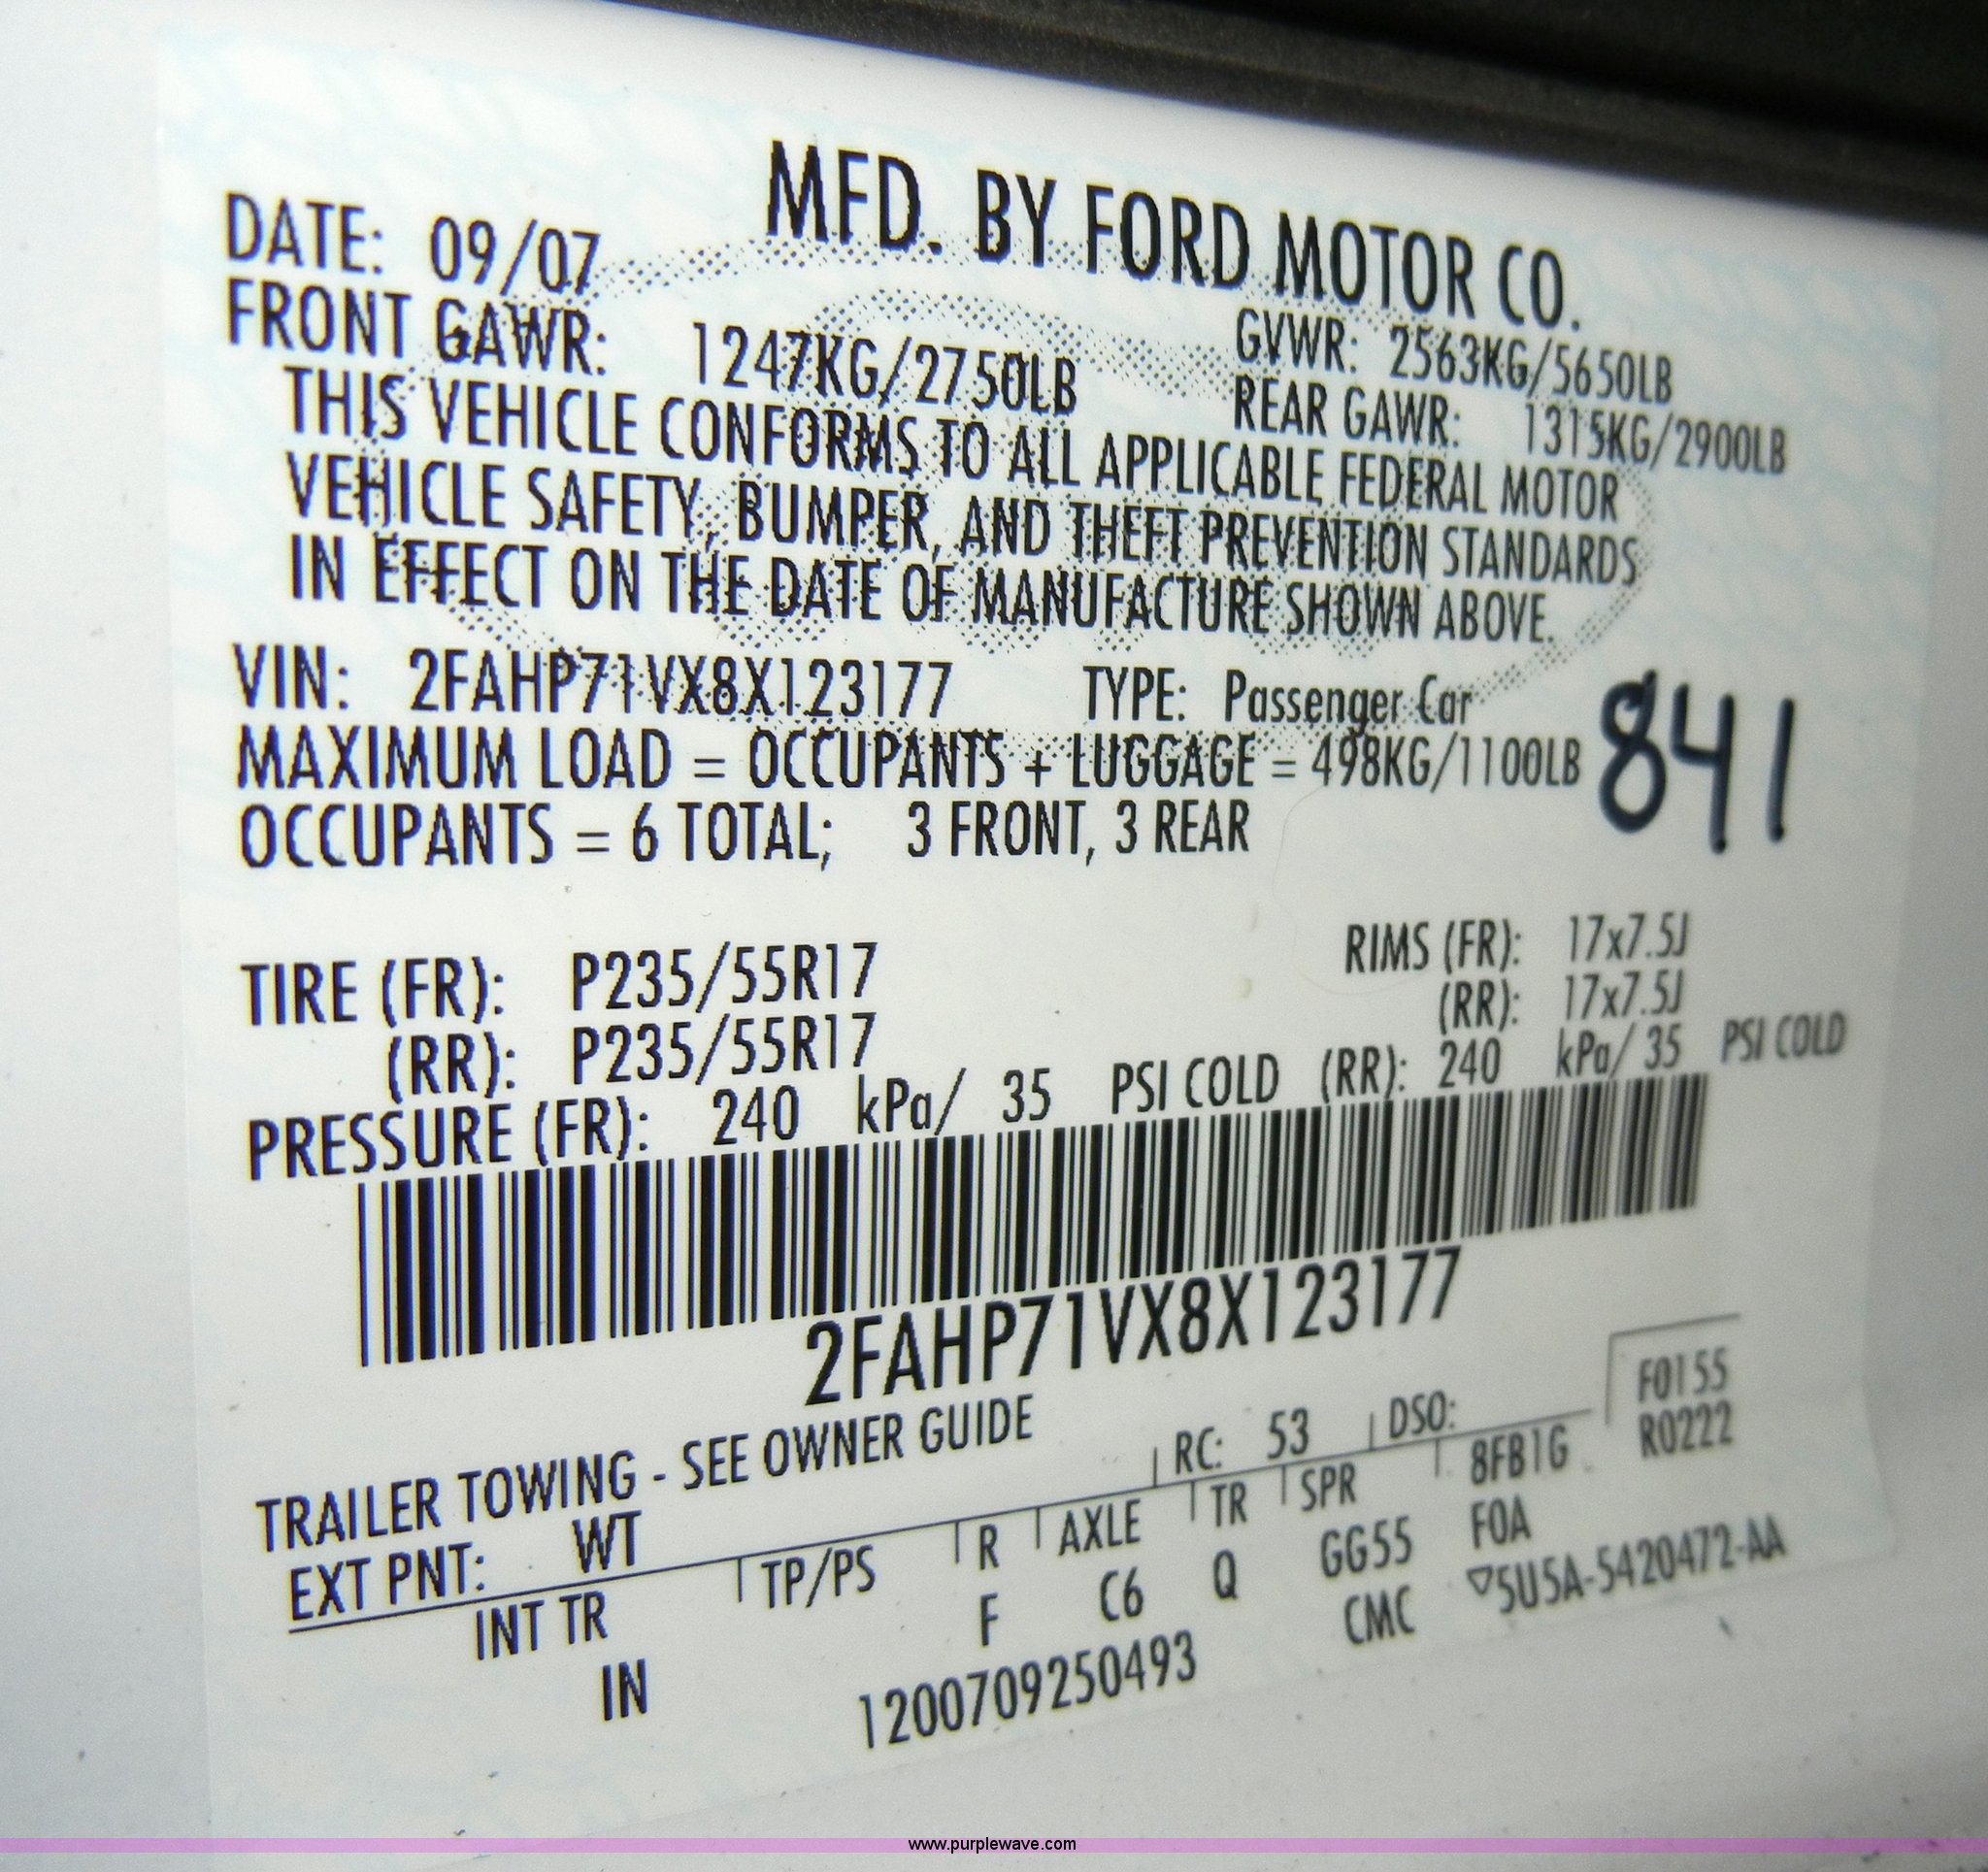 MFD. BY FORD MOTOR CO.
DATE: 09/07
GVWR: 2563KG/5650LB
FRONT GAWR: 1247KG/2750LB
REAR GAWR: 1315KG/2900LB
THIS VEHICLE CONFORMS TO ALL APPLICABLE FEDERAL MOTOR
VEHICLE SAFETY, BUMPER, AND THEFT PREVENTION STANDARDS
IN EFFECT ON THE DATE OF MANUFACTURE SHOWN ABOVE.
VIN: 2FAHP71VX8X123177 TYPE: Passenger Car
MAXIMUM LOAD = OCCUPANTS + LUGGAGE = 498KG/1100LB
841
OCCUPANTS = 6 TOTAL; 3 FRONT, 3 REAR
TIRE (FR): P235/55R17 RIMS (FR): 17x7.5J
(RR): P235/55R17 (RR): 17x7.5J
PRESSURE (FR): 240 kPa/ 35 PSI COLD (RR): 240 kPa/ 35 PSI COLD
2FAHP71VX8X123177
TRAILER TOWING - SEE OWNER GUIDE
F0155
R0222
EXT PNT: WT RC: 53 DSO:
INT TR TP/PS R AXLE TR SPR 8FB1G
IN F C6 Q GG55 FOA
1200709250493 CMC ▽5U5A-5420472-AA
www.purplewave.com